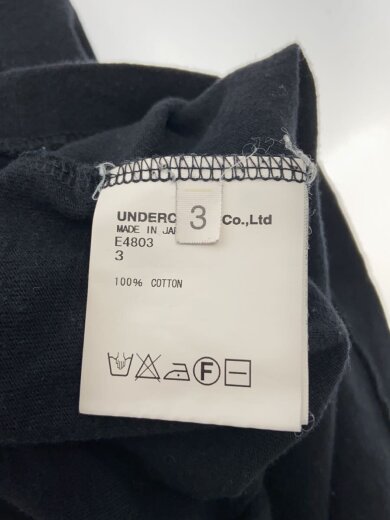 UNDERC Co.,Ltd
3
MADE IN JA
E4803
3
100% COTTON
F